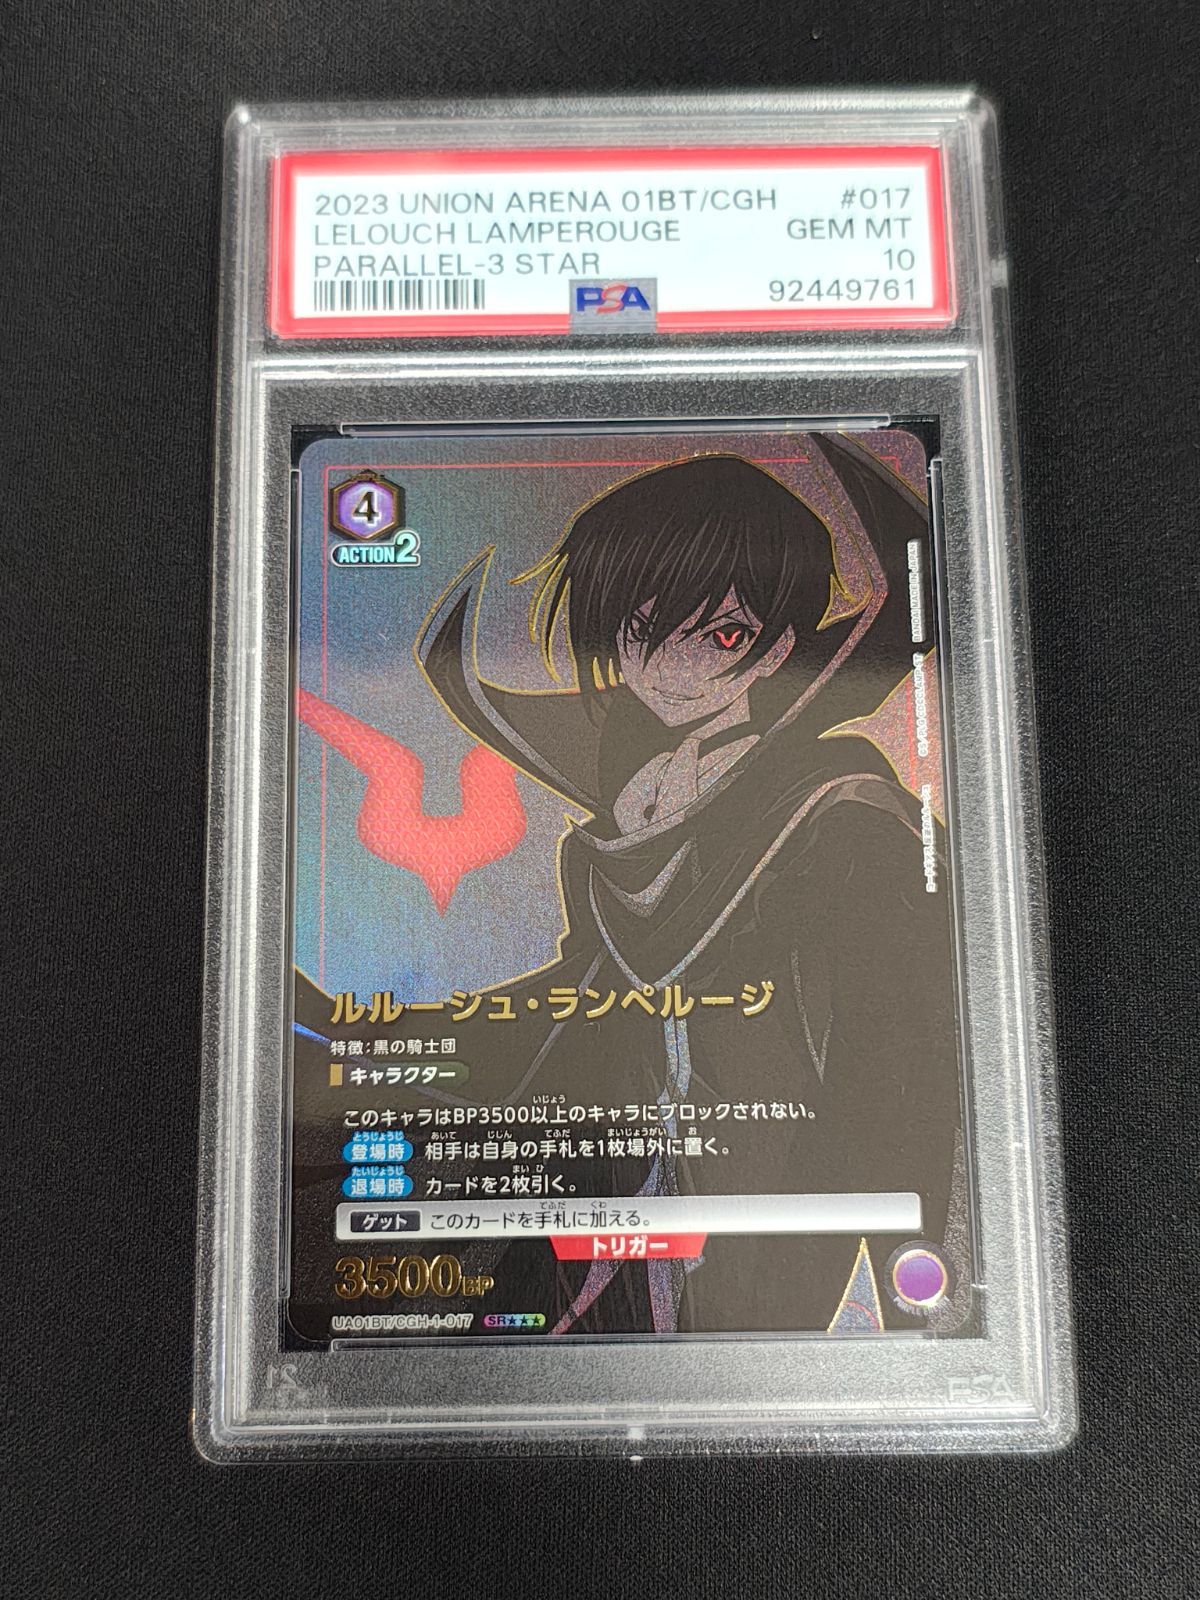 2023 UNION ARENA 01BT/CGH #017
LELOUCH LAMPEROUGE GEM MT
PARALLEL-3 STAR 10
PSA 92449761
4
ACTION2
BANDAI MADE IN JAPAN
ルルージュ・ランペルージ
特徴:黒の騎士団
キャラクター
このキャラはBP3500以上のキャラにブロックされない。
登場時 相手は自身の手札を1枚場外に置く。
退場時 カードを2枚引く。
ゲット このカードを手札に加える。
トリガー
3500BP
UA01BT/CGH-1-017 SR★★★
PSA